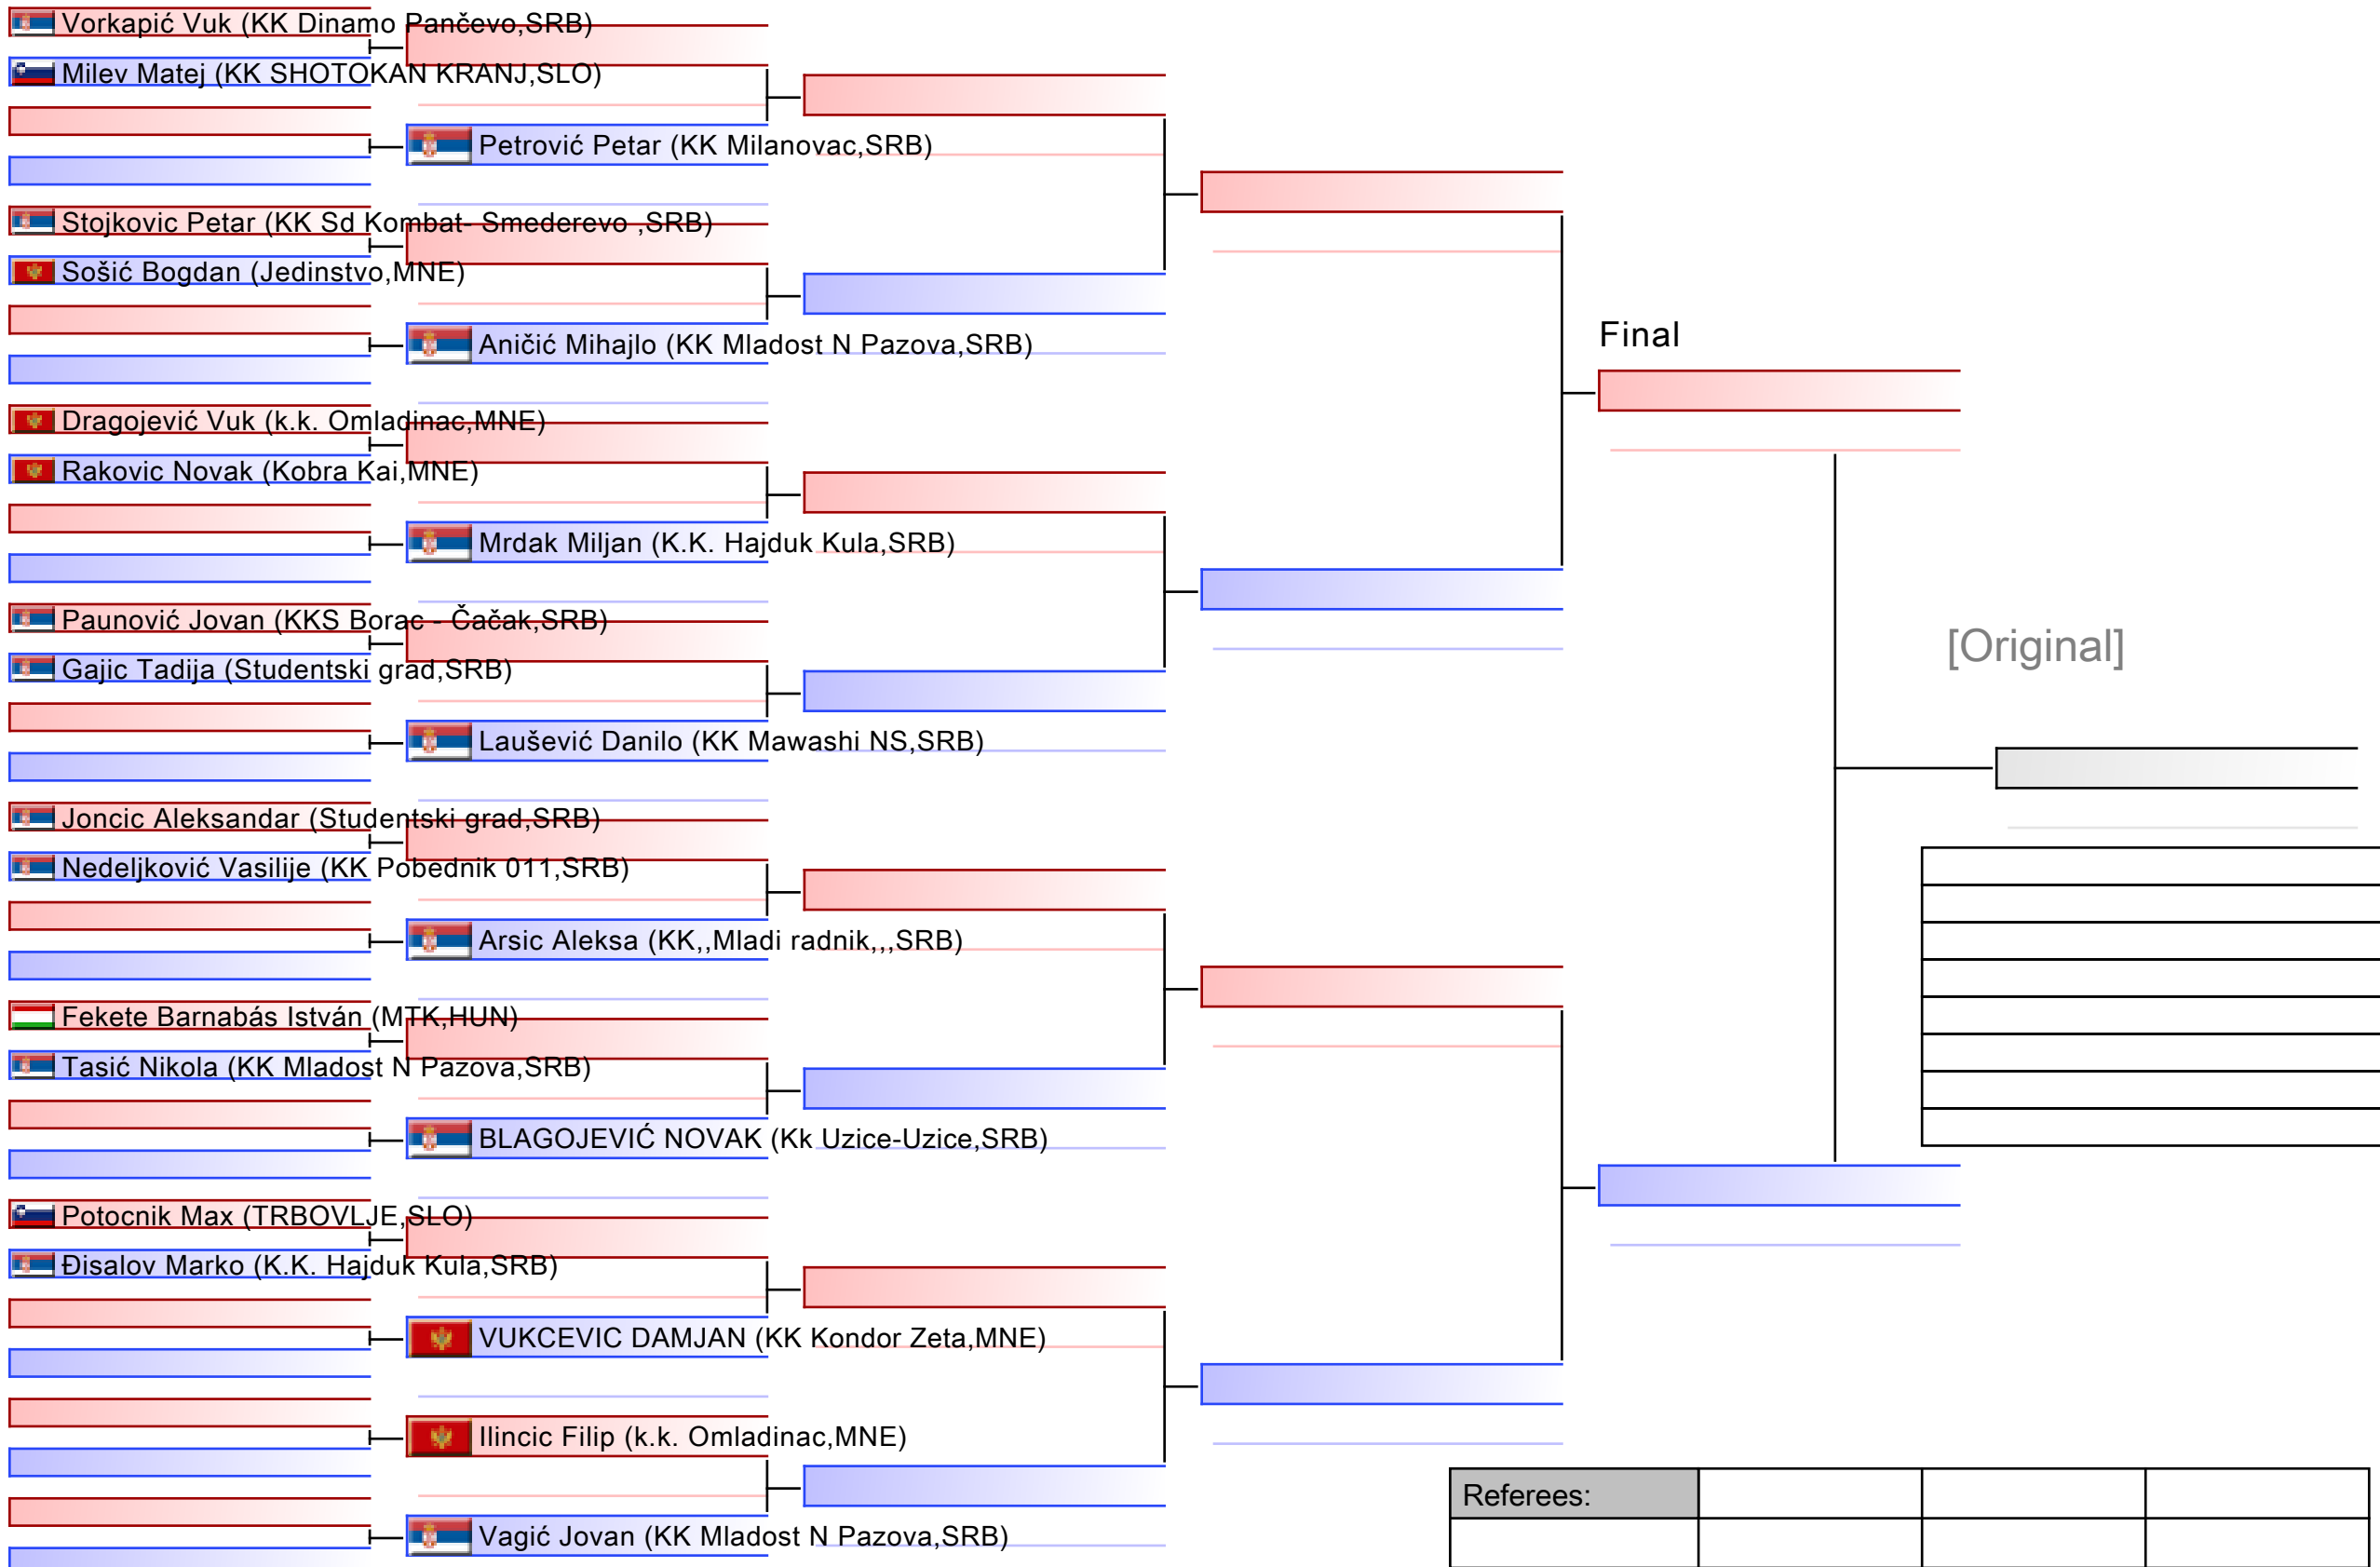 Vorkapić Vuk (KK Dinamo Pančevo,SRB)
Milev Matej (KK SHOTOKAN KRANJ,SLO)
Petrović Petar (KK Milanovac,SRB)
Stojkovic Petar (KK Sd Kombat- Smederevo ,SRB)
Sošić Bogdan (Jedinstvo,MNE)
Aničić Mihajlo (KK Mladost N Pazova,SRB)
Dragojević Vuk (k.k. Omladinac,MNE)
Rakovic Novak (Kobra Kai,MNE)
Mrdak Miljan (K.K. Hajduk Kula,SRB)
Paunović Jovan (KKS Borac - Čačak,SRB)
Gajic Tadija (Studentski grad,SRB)
Laušević Danilo (KK Mawashi NS,SRB)
Joncic Aleksandar (Studentski grad,SRB)
Nedeljković Vasilije (KK Pobednik 011,SRB)
Arsic Aleksa (KK,,Mladi radnik,,,SRB)
Fekete Barnabás István (MTK,HUN)
Tasić Nikola (KK Mladost N Pazova,SRB)
BLAGOJEVIĆ NOVAK (Kk Uzice-Uzice,SRB)
Potocnik Max (TRBOVLJE,SLO)
Đisalov Marko (K.K. Hajduk Kula,SRB)
VUKCEVIC DAMJAN (KK Kondor Zeta,MNE)
Ilincic Filip (k.k. Omladinac,MNE)
Vagić Jovan (KK Mladost N Pazova,SRB)
Final
[Original]
Referees: